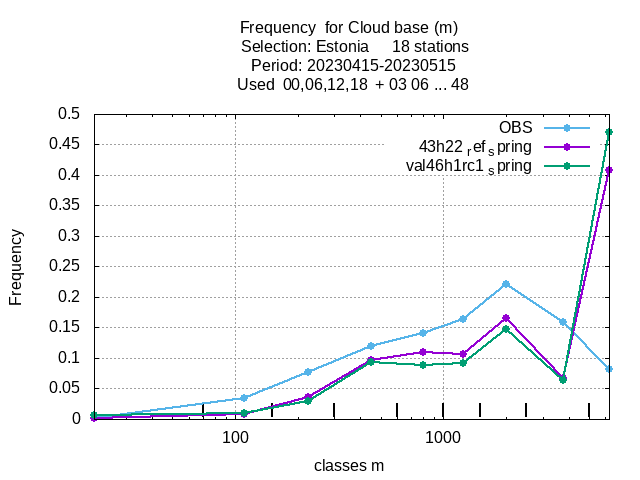 Frequency for Cloud base (m)
Selection: Estonia 18 stations
Period: 20230415-20230515
Used 00,06,12,18 + 03 06 ... 48
0.5
0.45
0.4
0.35
0.3
0.25
0.2
0.15
0.1
0.05
0
Frequency
OBS
43h22 ref spring
val46h1rc1 spring
100 1000
classes m